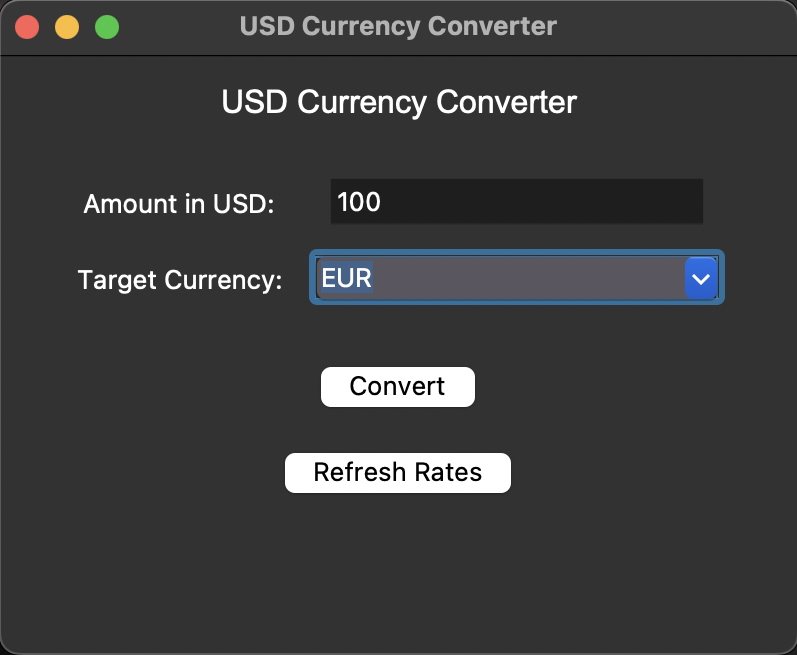 USD Currency Converter
USD Currency Converter
Amount in USD: 100
Target Currency: EUR
Convert
Refresh Rates